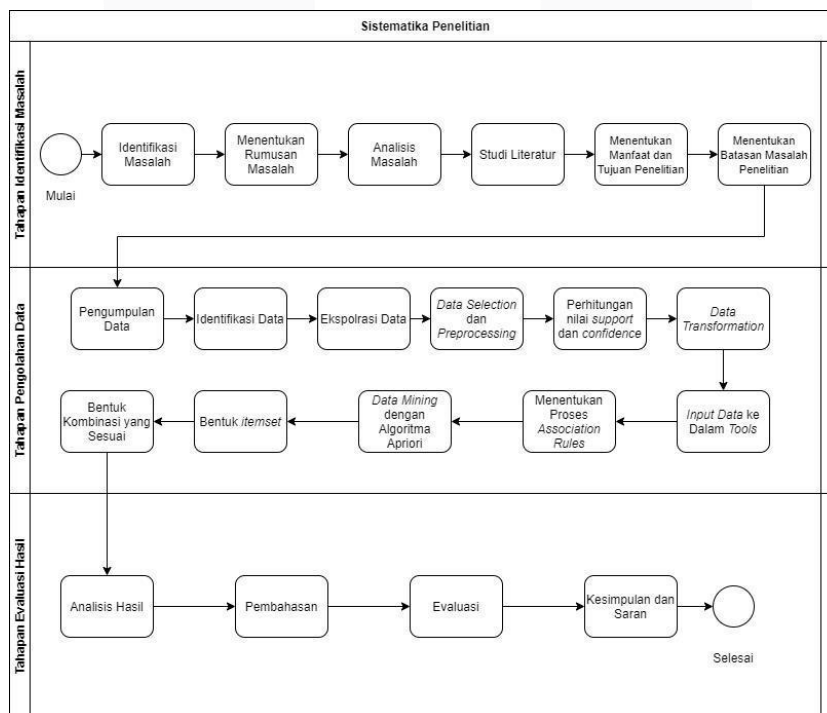 Sistematika Penelitian
Tahapan Identifikasi Masalah
Mulai
Identifikasi
Masalah
Menentukan
Rumusan
Masalah
Analisis
Masalah
Studi Literatur
Menentukan
Manfaat dan
Tujuan Penelitian
Menentukan
Batasan Masalah
Penelitian
Tahapan Pengolahan Data
Pengumpulan
Data
Identifikasi Data
Ekspolrasi Data
Data Selection
dan
Preprocessing
Perhitungan
nilai support
dan confidence
Data
Transformation
Input Data ke
Dalam Tools
Menentukan
Proses
Association
Rules
Data Mining
dengan
Algoritma
Apriori
Bentuk itemset
Bentuk
Kombinasi yang
Sesuai
Tahapan Evaluasi Hasil
Analisis Hasil
Pembahasan
Evaluasi
Kesimpulan dan
Saran
Selesai